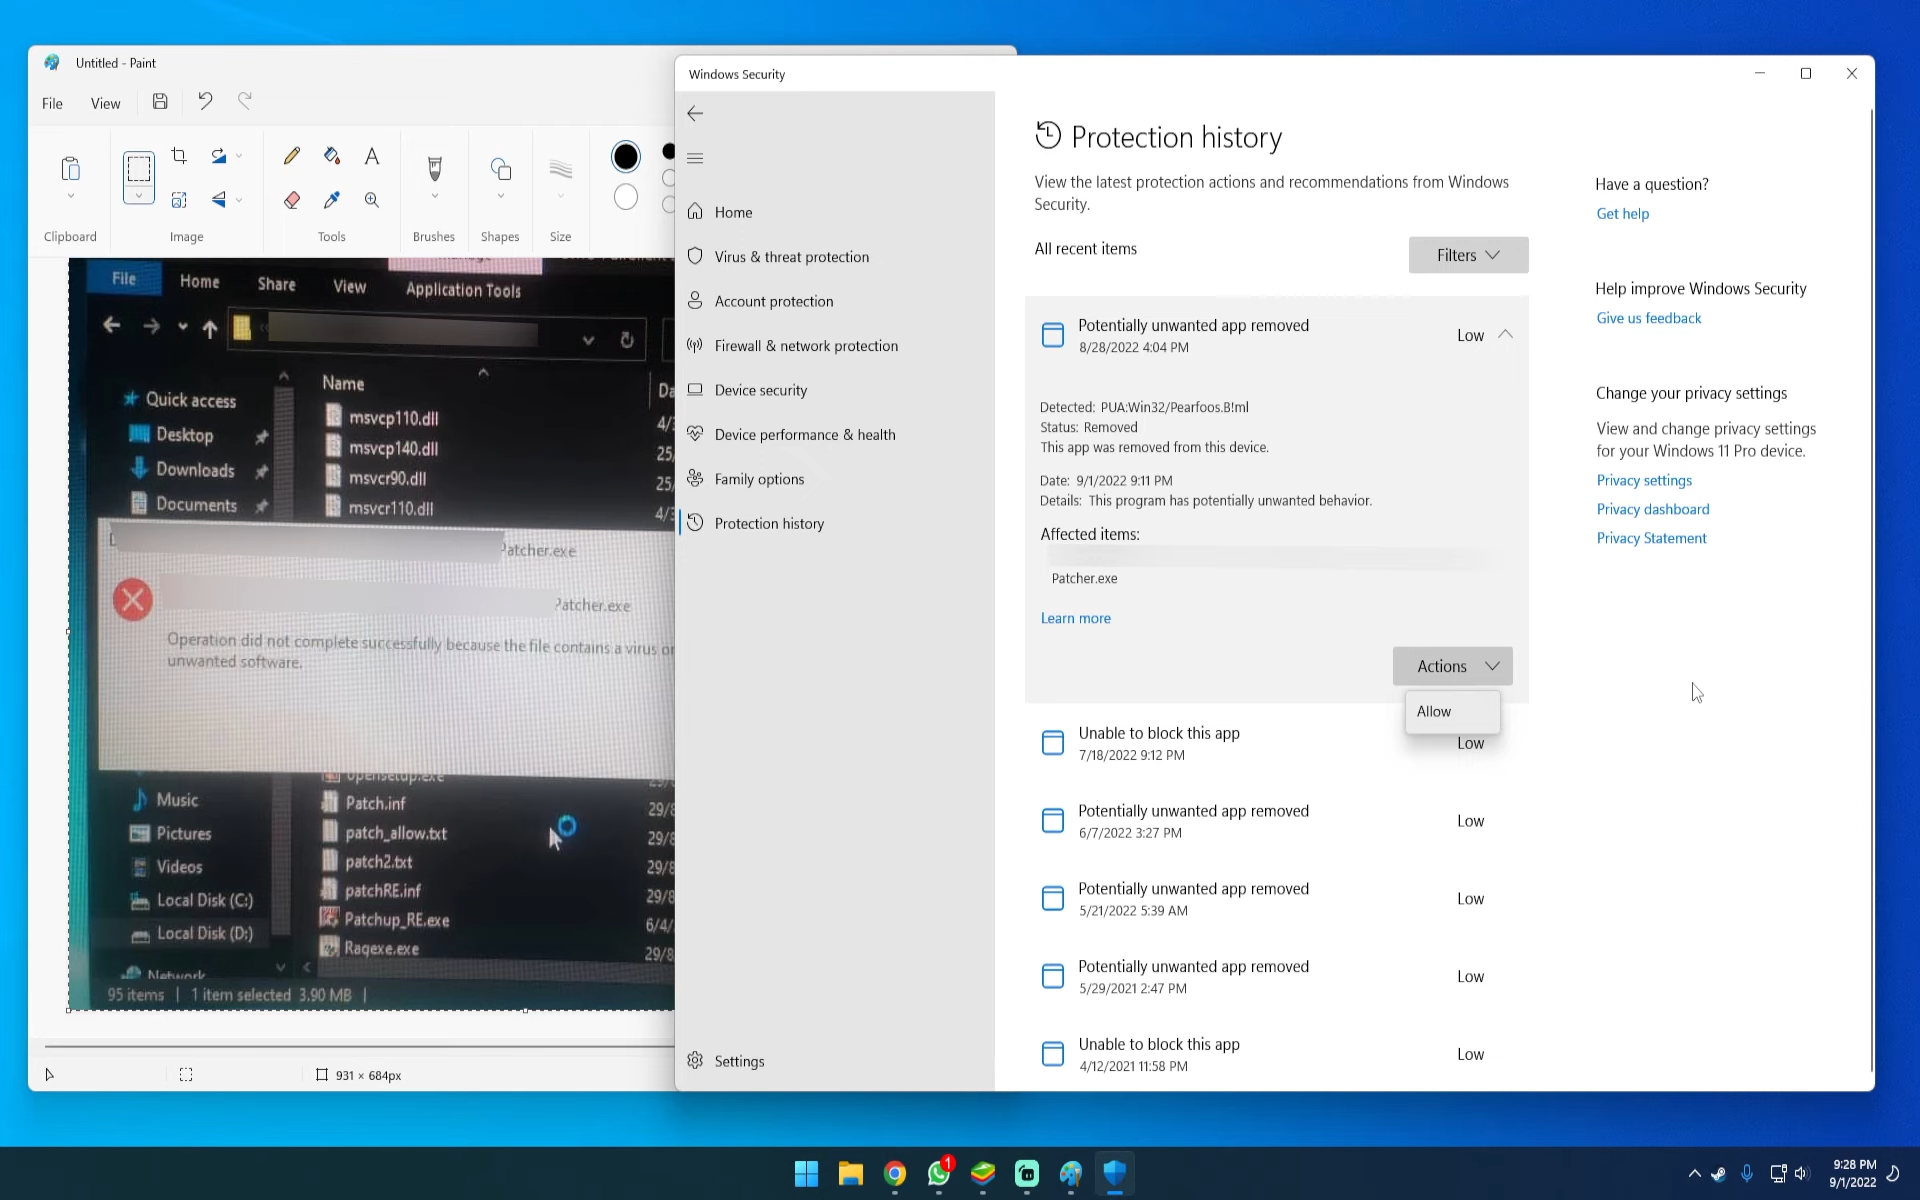 Untitled - Paint
File
View
Clipboard
Image
Tools
Brushes
Shapes
Size
File
Home
Share
View
Application Tools
Quick access
Desktop
Downloads
Documents
Name
msvcp110.dll
msvcp140.dll
msvcr90.dll
msvcr110.dll
Patcher.exe
Patcher.exe
Operation did not complete successfully because the file contains a virus or
unwanted software.
opensetup.exe
Music
Pictures
Videos
Local Disk (C:)
Local Disk (D:)
Network
Patch.inf
patch_allow.txt
patch2.txt
patchRE.inf
Patchup_RE.exe
Ragexe.exe
95 items | 1 item selected 3.90 MB |
931 × 684px
Windows Security
Home
Virus & threat protection
Account protection
Firewall & network protection
Device security
Device performance & health
Family options
Protection history
Settings
Protection history
View the latest protection actions and recommendations from Windows
Security.
All recent items
Filters
Potentially unwanted app removed
8/28/2022 4:04 PM
Low
Detected: PUA:Win32/Pearfoos.B!ml
Status: Removed
This app was removed from this device.
Date: 9/1/2022 9:11 PM
Details: This program has potentially unwanted behavior.
Affected items:
Patcher.exe
Learn more
Actions
Allow
Unable to block this app
7/18/2022 9:12 PM
Low
Potentially unwanted app removed
6/7/2022 3:27 PM
Low
Potentially unwanted app removed
5/21/2022 5:39 AM
Low
Potentially unwanted app removed
5/29/2021 2:47 PM
Low
Unable to block this app
4/12/2021 11:58 PM
Low
Have a question?
Get help
Help improve Windows Security
Give us feedback
Change your privacy settings
View and change privacy settings
for your Windows 11 Pro device.
Privacy settings
Privacy dashboard
Privacy Statement
1
9:28 PM
9/1/2022